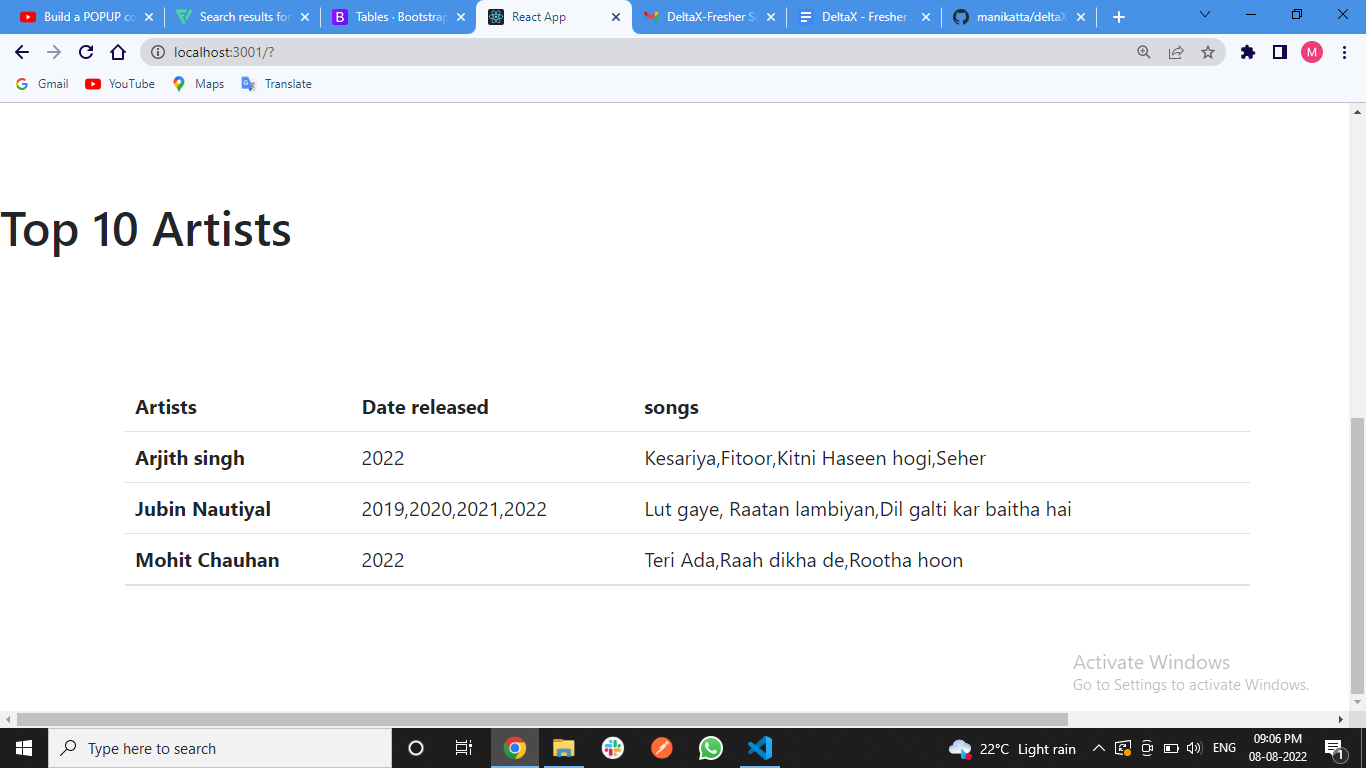 Build a POPUP co
Search results for
Tables · Bootstrap
React App
DeltaX-Fresher S
DeltaX - Fresher
manikatta/deltaX
localhost:3001/?
M
Gmail
YouTube
Maps
Translate
Top 10 Artists
Artists Date released songs
Arjith singh 2022 Kesariya,Fitoor,Kitni Haseen hogi,Seher
Jubin Nautiyal 2019,2020,2021,2022 Lut gaye, Raatan lambiyan,Dil galti kar baitha hai
Mohit Chauhan 2022 Teri Ada,Raah dikha de,Rootha hoon
Activate Windows
Go to Settings to activate Windows.
Type here to search
22°C Light rain
ENG
09:06 PM
08-08-2022
1